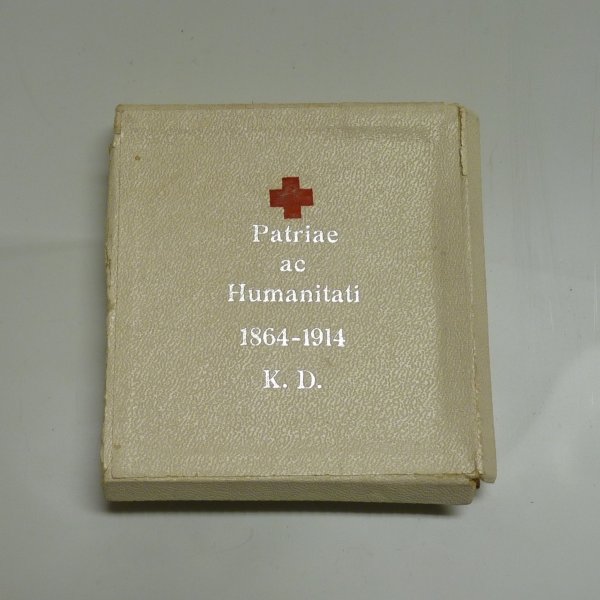 Patriae
ac
Humanitati
1864-1914
K. D.